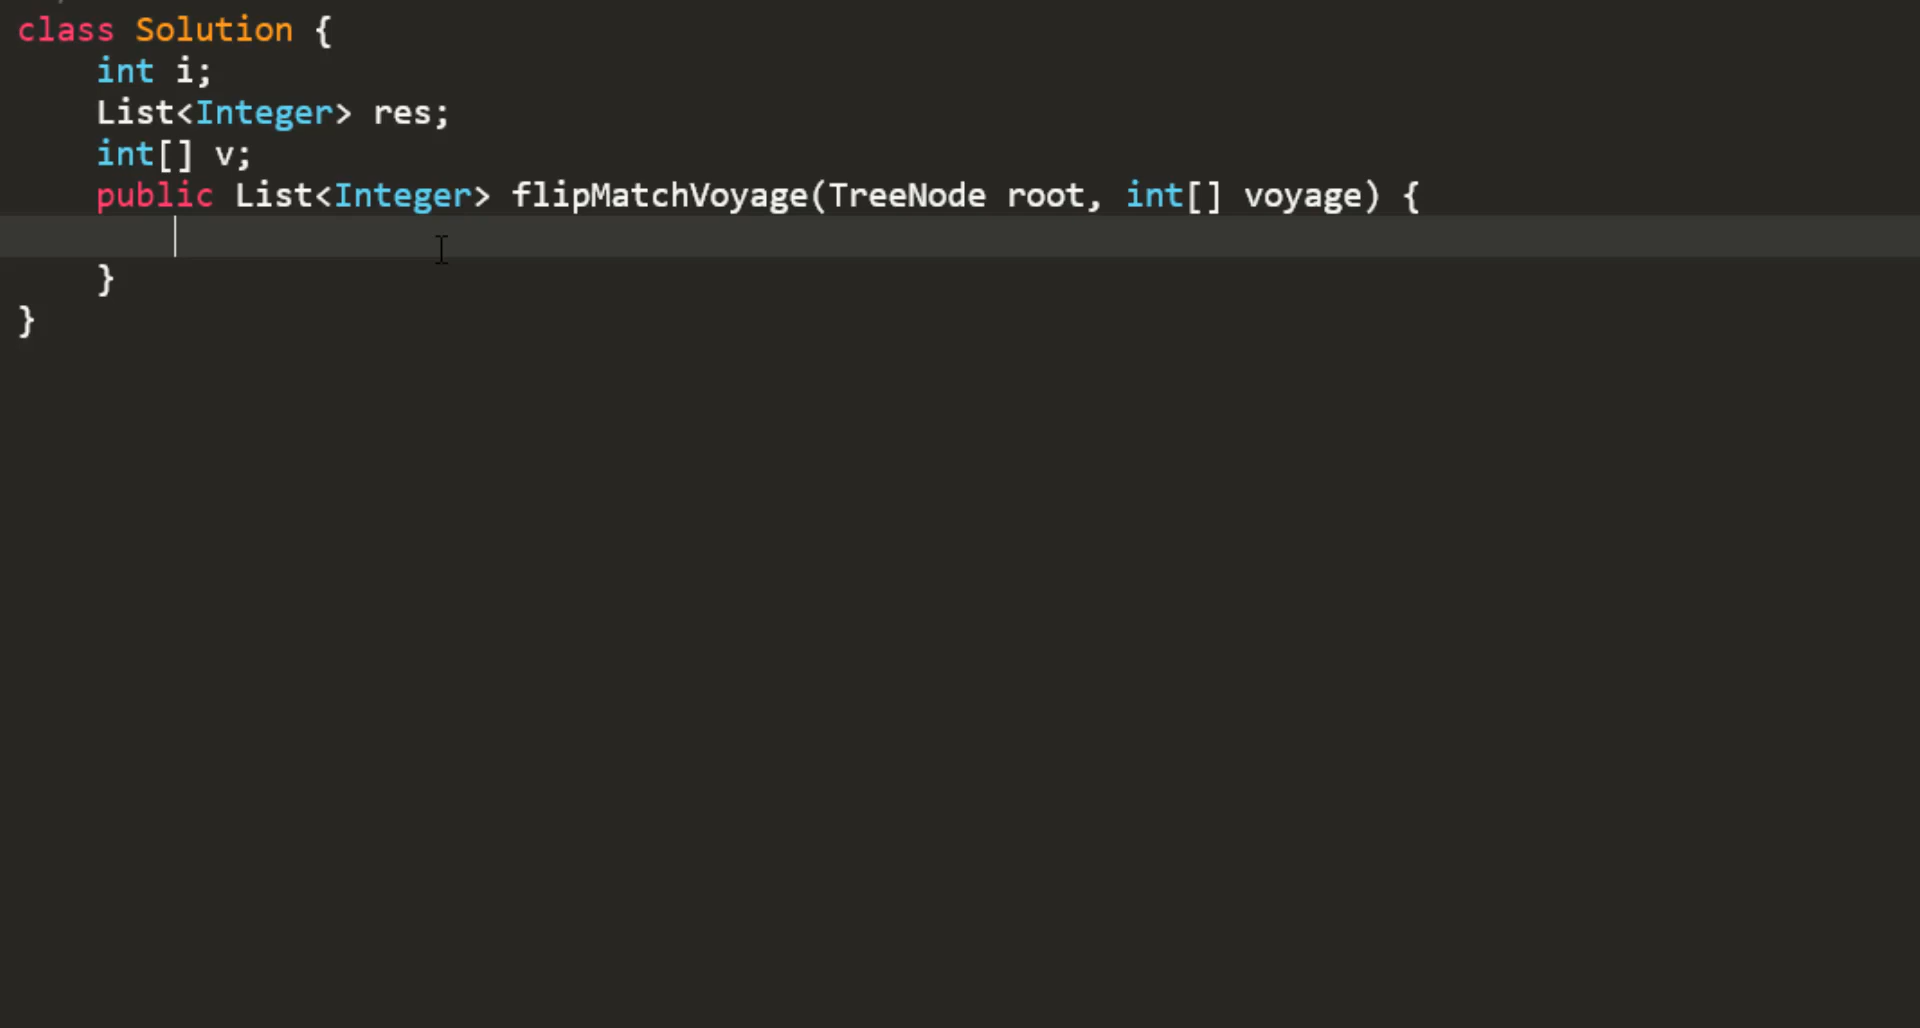 class Solution {
    int i;
    List<Integer> res;
    int[] v;
    public List<Integer> flipMatchVoyage(TreeNode root, int[] voyage) {
    }
}